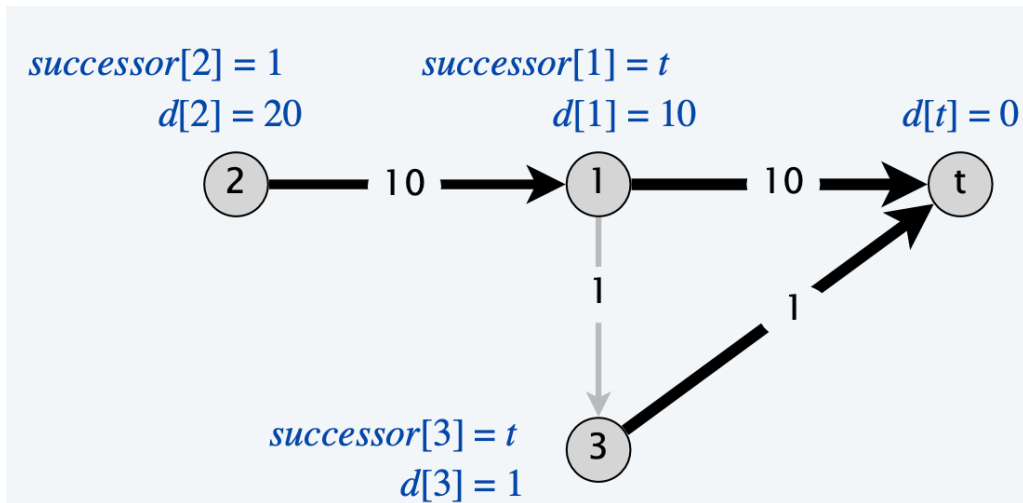 successor[2] = 1
d[2] = 20
successor[1] = t
d[1] = 10
d[t] = 0
2
10
1
10
t
1
1
successor[3] = t
d[3] = 1
3